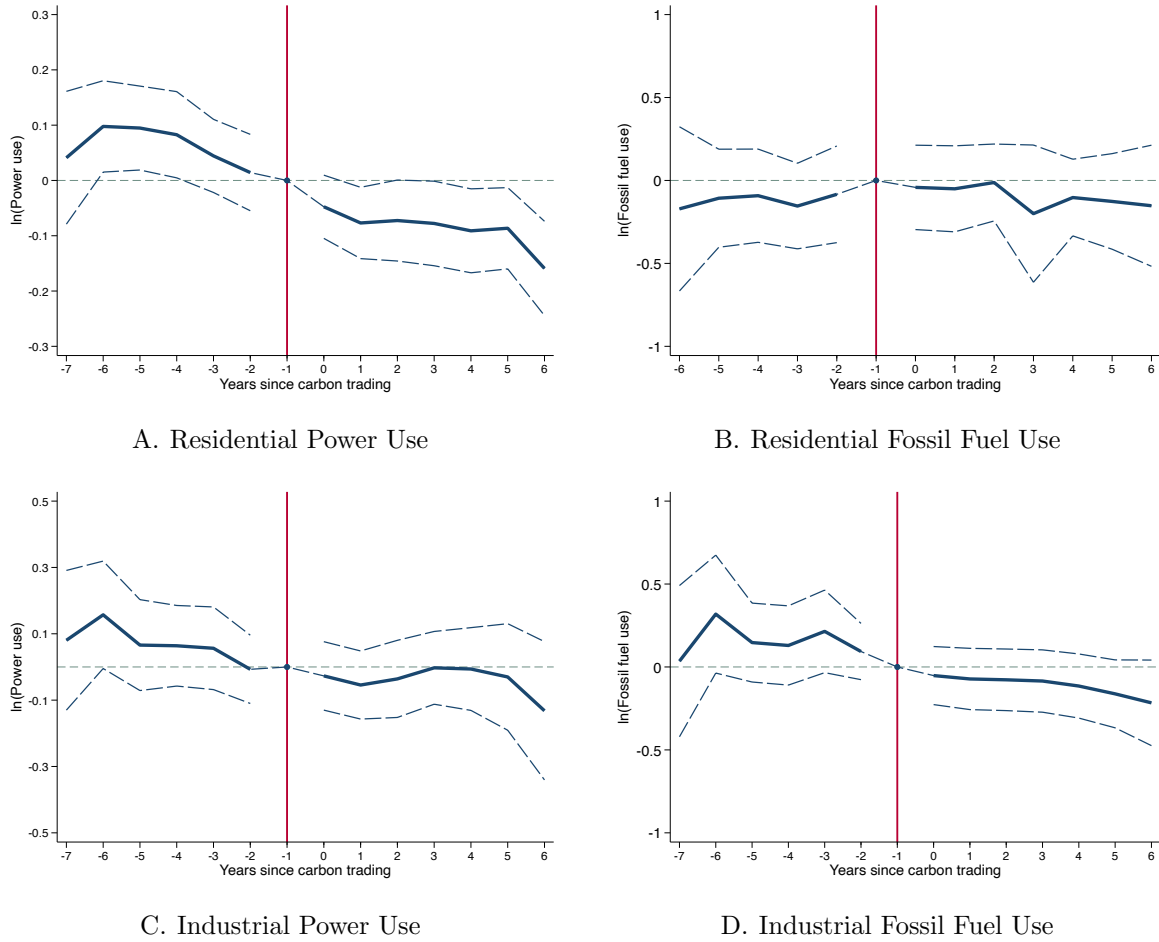 0.3
0.2
0.1
0
-0.1
-0.2
-0.3
ln(Power use)
-7 -6 -5 -4 -3 -2 -1 0 1 2 3 4 5 6
Years since carbon trading
A. Residential Power Use
1
0.5
0
-0.5
-1
ln(Fossil fuel use)
-6 -5 -4 -3 -2 -1 0 1 2 3 4 5 6
Years since carbon trading
B. Residential Fossil Fuel Use
0.5
0.3
0.1
-0.1
-0.3
-0.5
ln(Power use)
-7 -6 -5 -4 -3 -2 -1 0 1 2 3 4 5 6
Years since carbon trading
C. Industrial Power Use
1
0.5
0
-0.5
-1
ln(Fossil fuel use)
-7 -6 -5 -4 -3 -2 -1 0 1 2 3 4 5 6
Years since carbon trading
D. Industrial Fossil Fuel Use